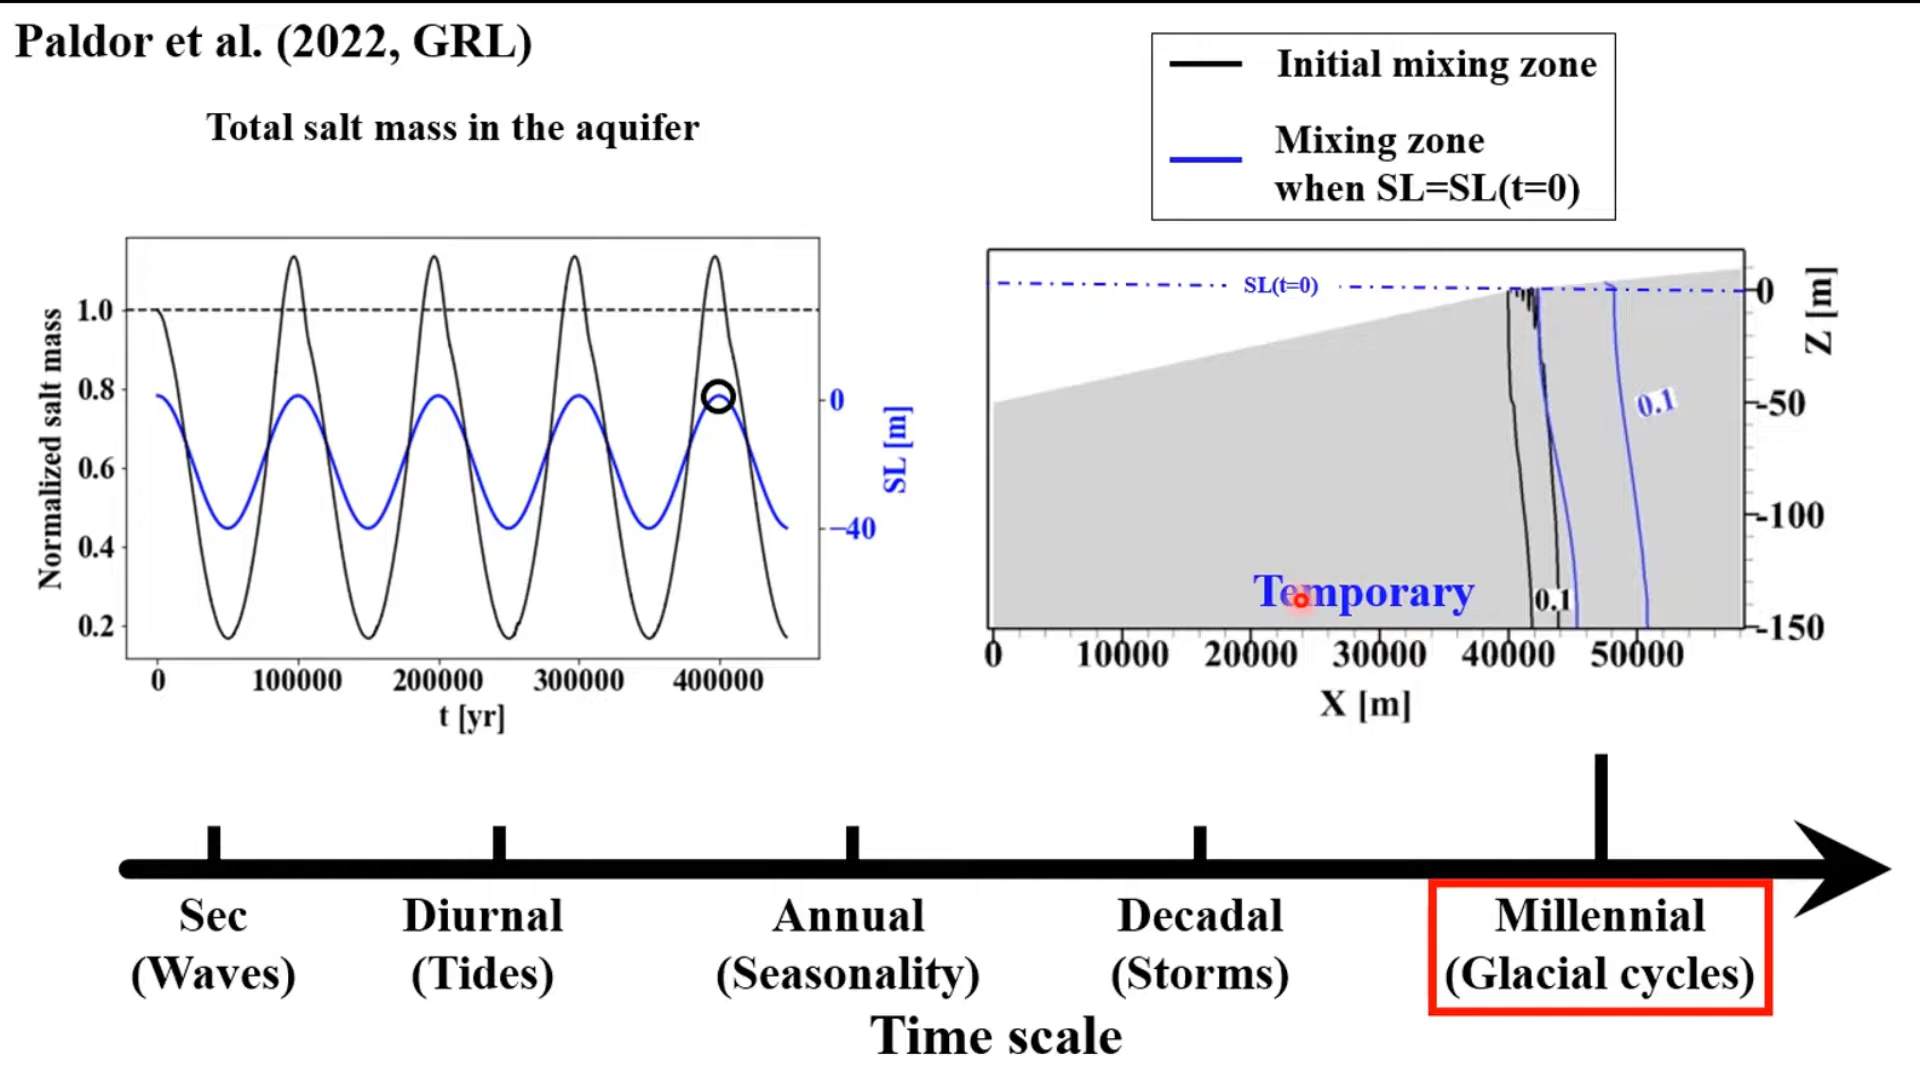 Paldor et al. (2022, GRL)
Total salt mass in the aquifer
Initial mixing zone
Mixing zone
when SL=SL(t=0)
Normalized salt mass
1.0
0.8
0.6
0.4
0.2
0
−40
SL [m]
0
100000
200000
300000
400000
t [yr]
SL(t=0)
0.1
Temporary
0.1
0
-50
-100
-150
Z [m]
0
10000
20000
30000
40000
50000
X [m]
Sec
(Waves)
Diurnal
(Tides)
Annual
(Seasonality)
Decadal
(Storms)
Millennial
(Glacial cycles)
Time scale